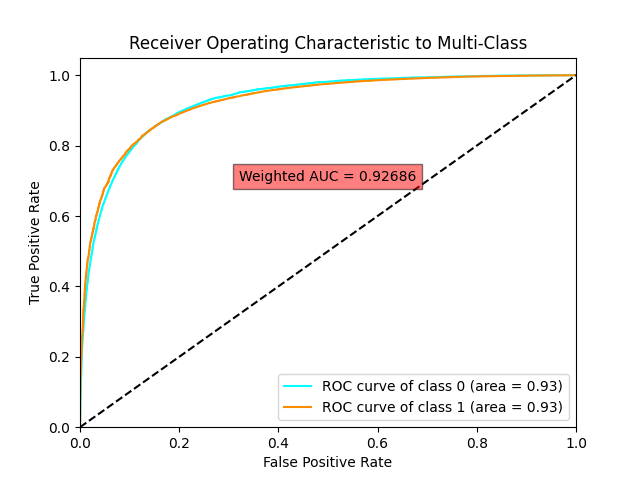 Receiver Operating Characteristic to Multi-Class
1.0
0.8
0.6
0.4
0.2
0.0
True Positive Rate
Weighted AUC = 0.92686
ROC curve of class 0 (area = 0.93)
ROC curve of class 1 (area = 0.93)
0.0 0.2 0.4 0.6 0.8 1.0
False Positive Rate